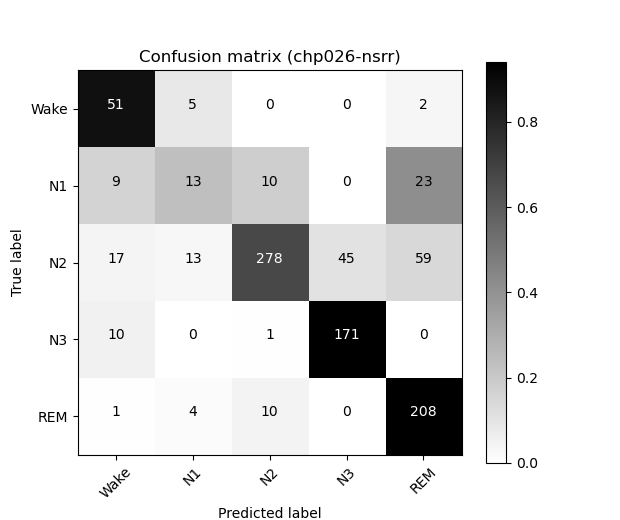 Confusion matrix (chp026-nsrr)
Wake 51 5 0 0 2
N1 9 13 10 0 23
N2 17 13 278 45 59
N3 10 0 1 171 0
REM 1 4 10 0 208
Wake N1 N2 N3 REM
Predicted label
True label
0.8
0.6
0.4
0.2
0.0